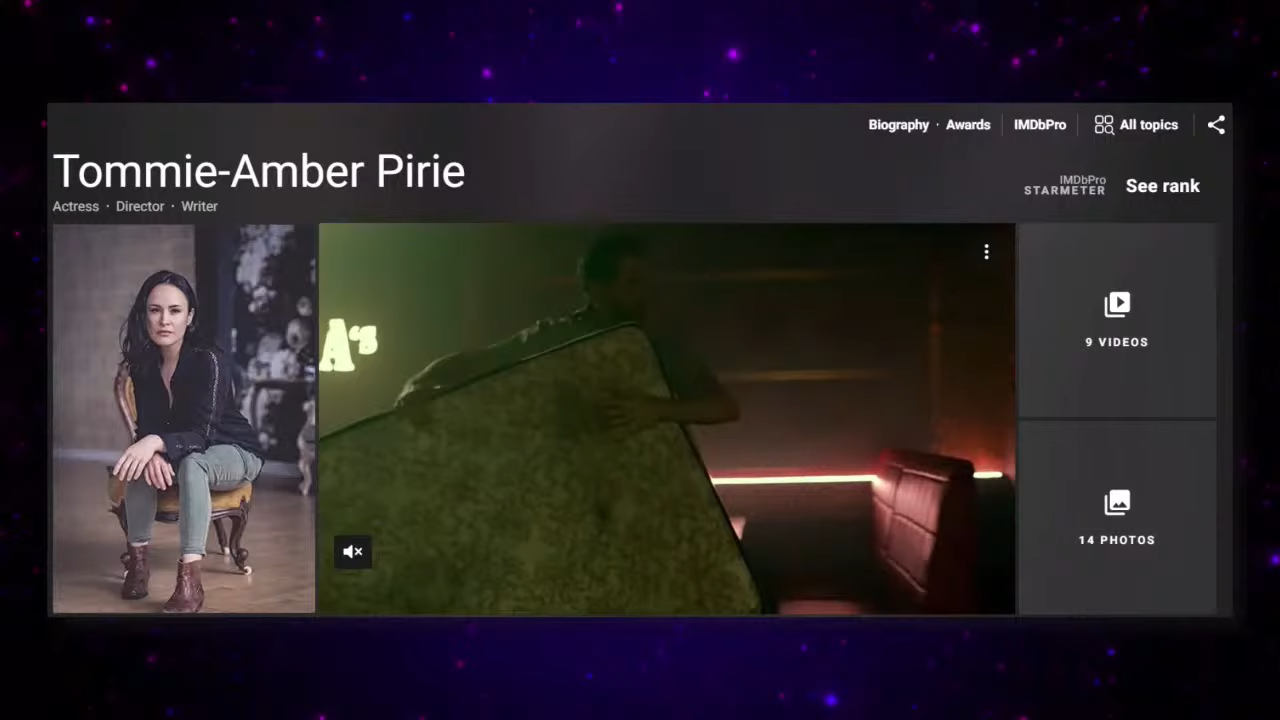 Biography · Awards
IMDbPro
All topics
Tommie-Amber Pirie
Actress · Director · Writer
IMDbPro
STARMETER
See rank
A's
9 VIDEOS
14 PHOTOS